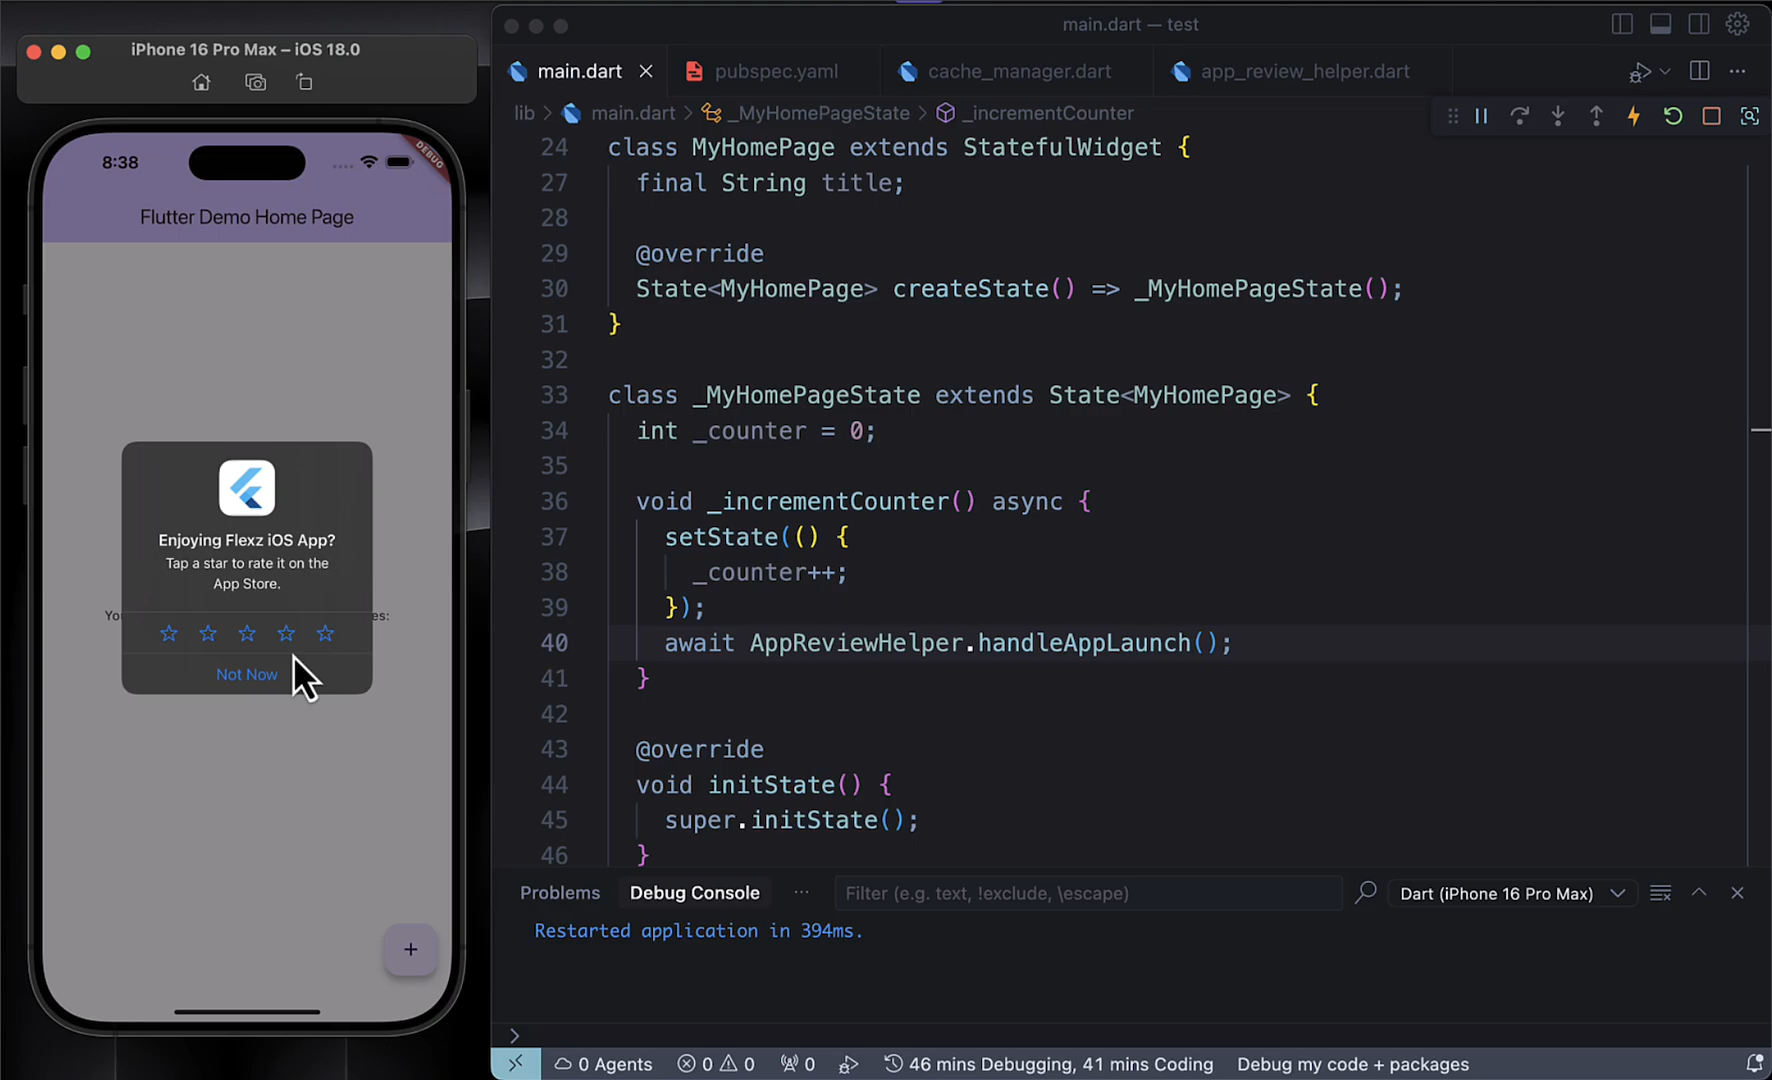 iPhone 16 Pro Max – iOS 18.0
8:38
DEBUG
Flutter Demo Home Page
Enjoying Flexz iOS App?
Tap a star to rate it on the
App Store.
You
es:
Not Now
+
main.dart — test
main.dart
pubspec.yaml
cache_manager.dart
app_review_helper.dart
lib > main.dart > _MyHomePageState > _incrementCounter
24 class MyHomePage extends StatefulWidget {
27 final String title;
28
29 @override
30 State<MyHomePage> createState() => _MyHomePageState();
31 }
32
33 class _MyHomePageState extends State<MyHomePage> {
34 int _counter = 0;
35
36 void _incrementCounter() async {
37 setState(() {
38 _counter++;
39 });
40 await AppReviewHelper.handleAppLaunch();
41 }
42
43 @override
44 void initState() {
45 super.initState();
46 }
Problems Debug Console ··· Filter (e.g. text, !exclude, \escape) Dart (iPhone 16 Pro Max)
Restarted application in 394ms.
>
0 Agents 0 0 0 46 mins Debugging, 41 mins Coding Debug my code + packages